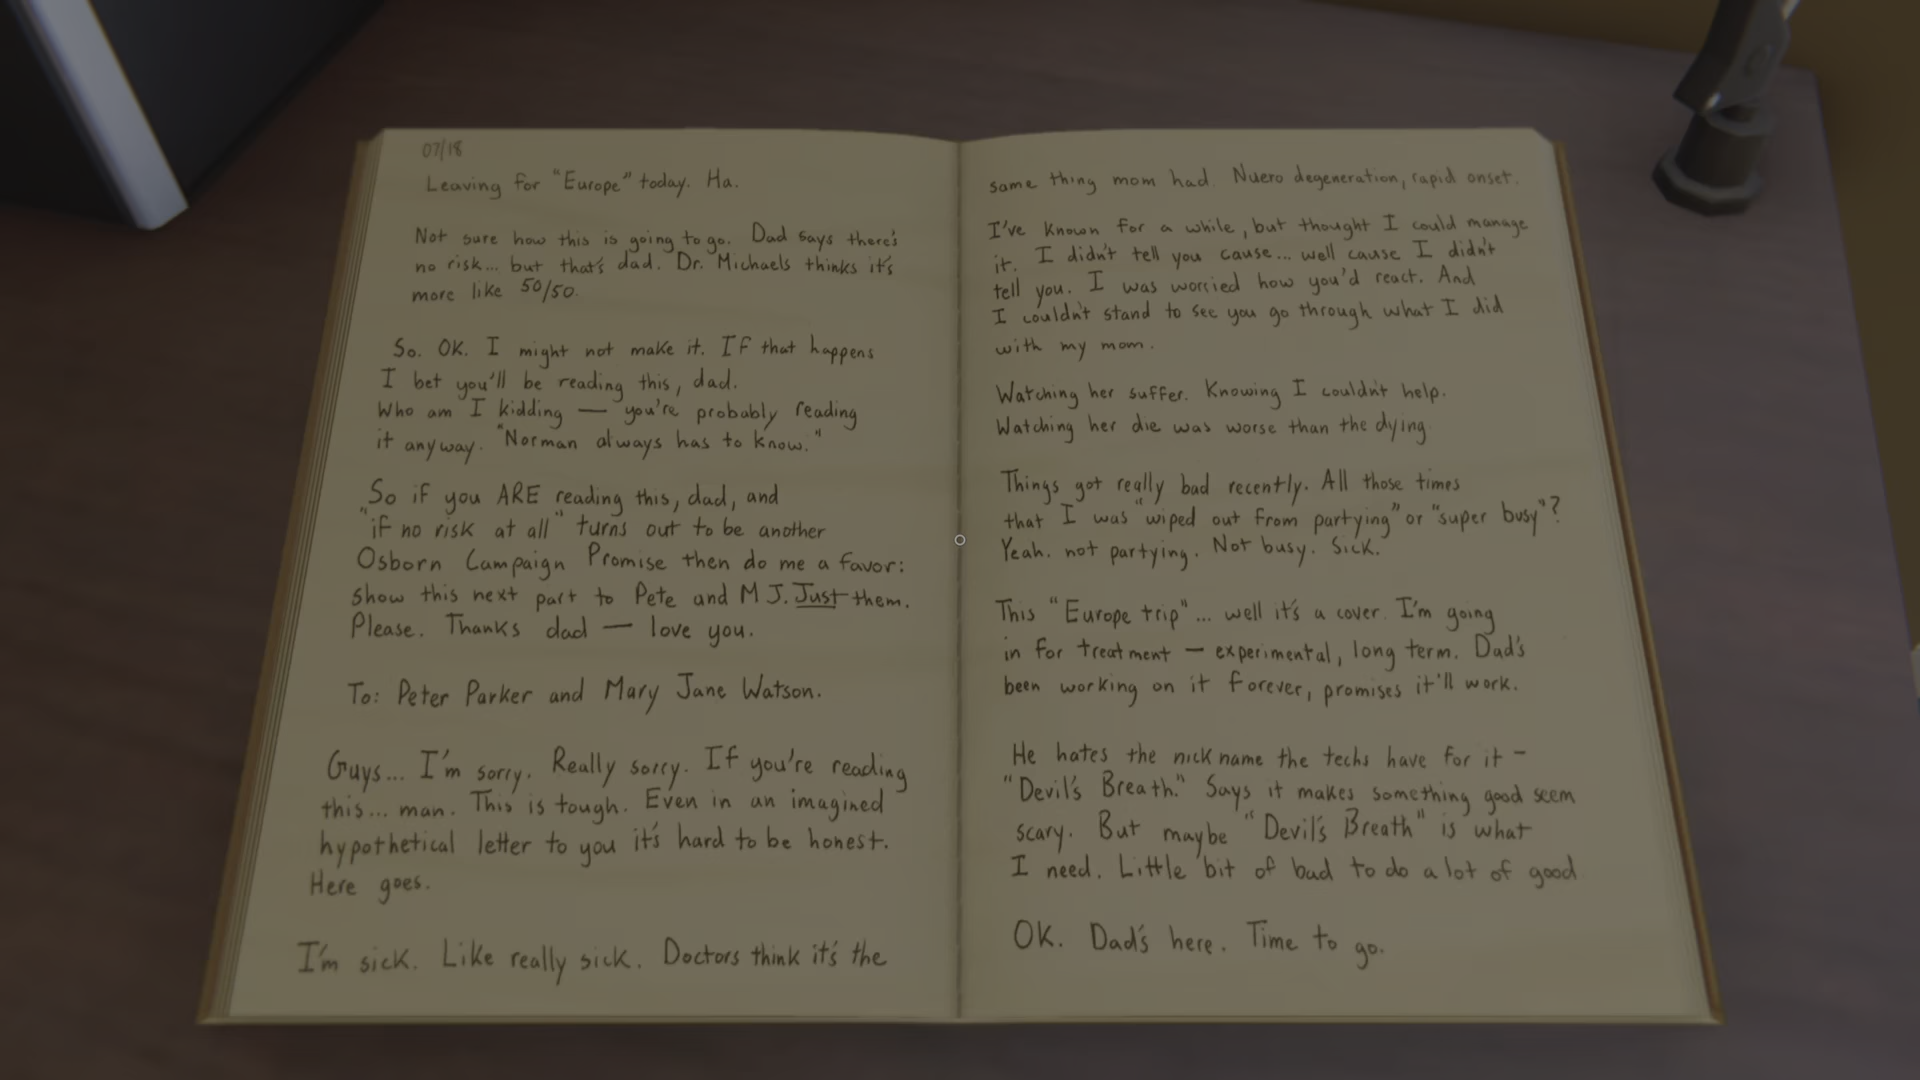 07/18
Leaving for "Europe" today. Ha.
Not sure how this is going to go. Dad says there's
no risk... but that's dad. Dr. Michaels thinks it's
more like 50/50.
So. OK. I might not make it. IF that happens
I bet you'll be reading this, dad.
Who am I kidding — you're probably reading
it anyway. "Norman always has to know."
So if you ARE reading this, dad, and
"if no risk at all" turns out to be another
Osborn Campaign Promise then do me a favor:
show this next part to Pete and MJ. Just them.
Please. Thanks dad — love you.
To: Peter Parker and Mary Jane Watson.
Guys... I'm sorry. Really sorry. If you're reading
this... man. This is tough. Even in an imagined
hypothetical letter to you it's hard to be honest.
Here goes.
I'm sick. Like really sick. Doctors think it's the
same thing mom had. Nuero degeneration, rapid onset.
I've known for a while, but thought I could manage
it. I didn't tell you cause... well cause I didn't
tell you. I was worried how you'd react. And
I couldn't stand to see you go through what I did
with my mom.
Watching her suffer. Knowing I couldn't help.
Watching her die was worse than the dying
Things got really bad recently. All those times
that I was "wiped out from partying" or "super busy"?
Yeah. not partying. Not busy. Sick.
This "Europe trip"... well it's a cover. I'm going
in for treatment — experimental, long term. Dad's
been working on it forever, promises it'll work.
He hates the nickname the techs have for it -
"Devil's Breath." Says it makes something good seem
scary. But maybe "Devil's Breath" is what
I need. Little bit of bad to do a lot of good
OK. Dad's here. Time to go.